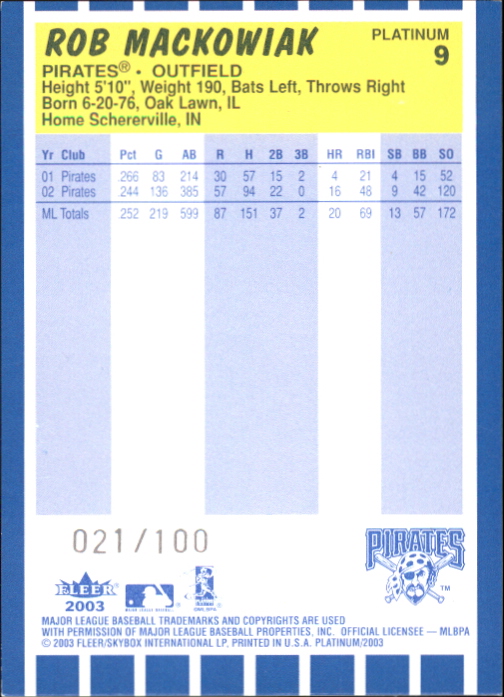 ROB MACKOWIAK
PLATINUM
9
PIRATES® • OUTFIELD
Height 5'10", Weight 190, Bats Left, Throws Right
Born 6-20-76, Oak Lawn, IL
Home Schererville, IN
Yr Club Pct G AB R H 2B 3B HR RBI SB BB SO
01 Pirates .266 83 214 30 57 15 2 4 21 4 15 52
02 Pirates .244 136 385 57 94 22 0 16 48 9 42 120
ML Totals .252 219 599 87 151 37 2 20 69 13 57 172
021/100
PIRATES
TM
FLEER
2003
MAJOR LEAGUE BASEBALL
MAJOR LEAGUE BASEBALL TRADEMARKS AND COPYRIGHTS ARE USED
WITH PERMISSION OF MAJOR LEAGUE BASEBALL PROPERTIES, INC. OFFICIAL LICENSEE — MLBPA
© 2003 FLEER/SKYBOX INTERNATIONAL LP, PRINTED IN U.S.A. PLATINUM/2003